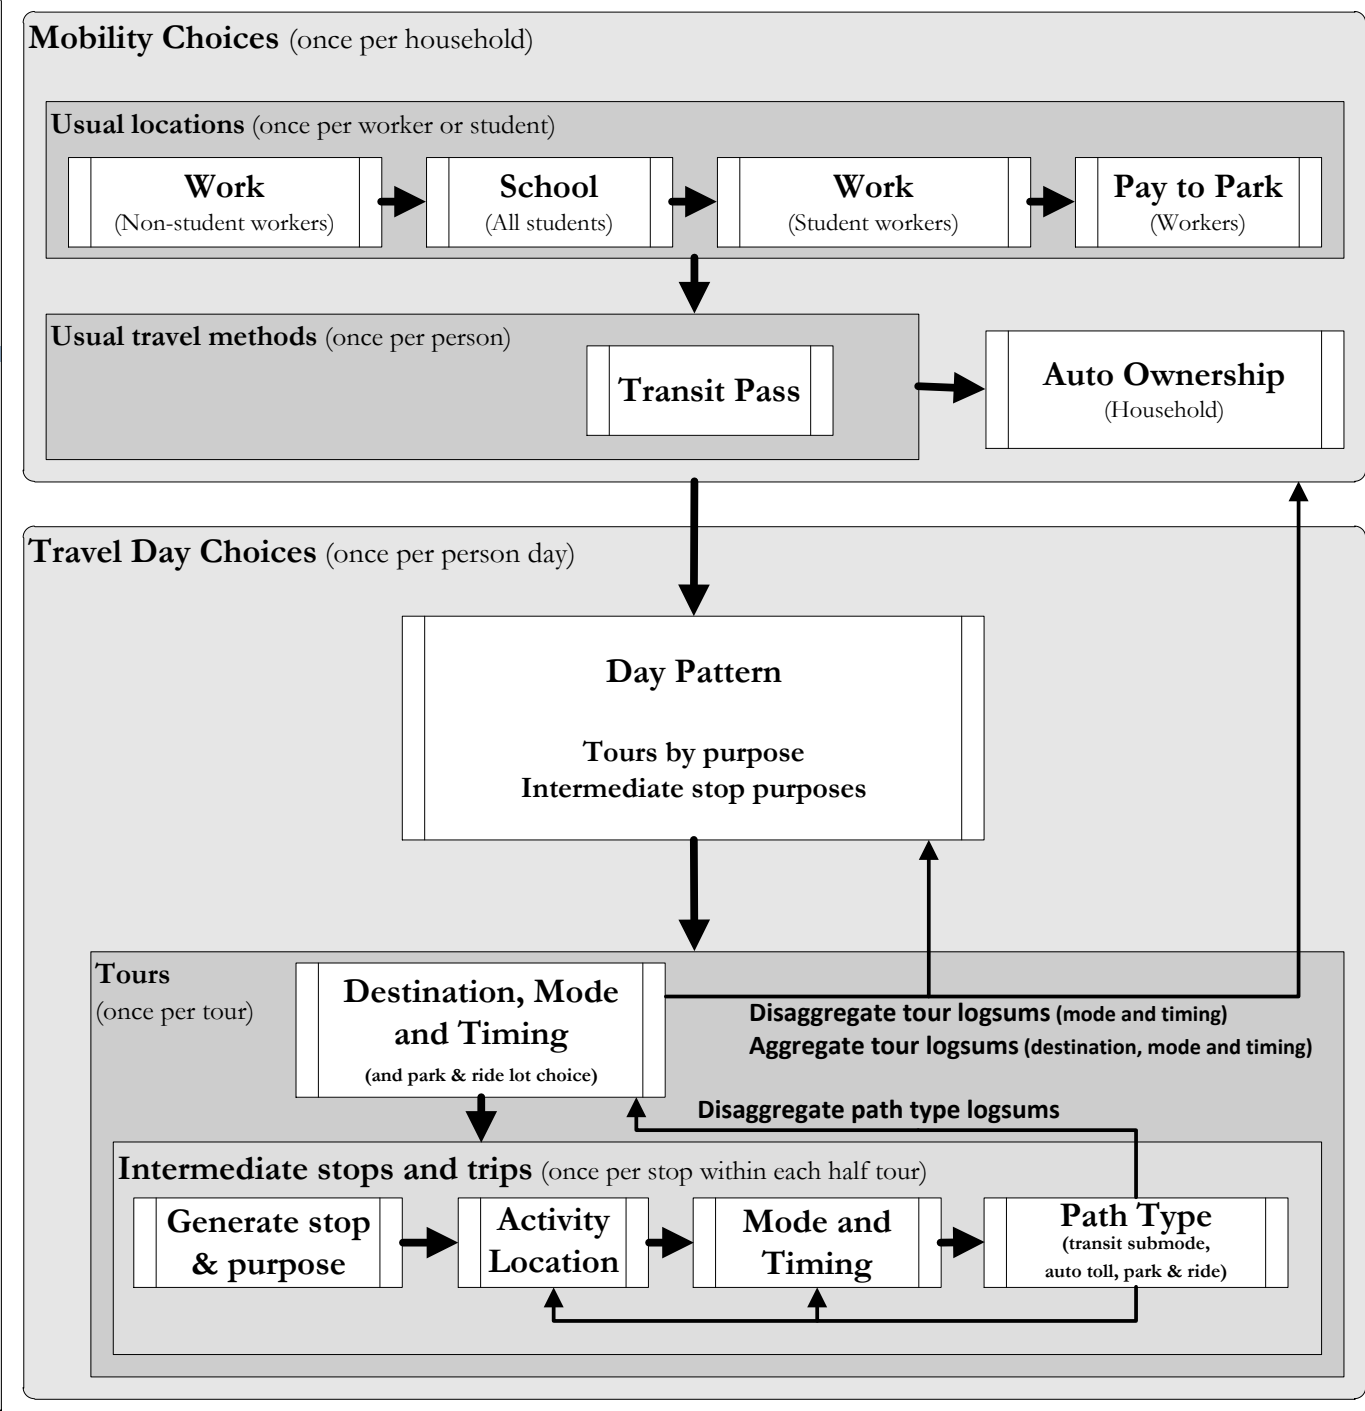 Mobility Choices (once per household)
Usual locations (once per worker or student)
Work
(Non-student workers)
School
(All students)
Work
(Student workers)
Pay to Park
(Workers)
Usual travel methods (once per person)
Transit Pass
Auto Ownership
(Household)
Travel Day Choices (once per person day)
Day Pattern
Tours by purpose
Intermediate stop purposes
Tours
(once per tour)
Destination, Mode
and Timing
(and park & ride lot choice)
Disaggregate tour logsums (mode and timing)
Aggregate tour logsums (destination, mode and timing)
Disaggregate path type logsums
Intermediate stops and trips (once per stop within each half tour)
Generate stop
& purpose
Activity
Location
Mode and
Timing
Path Type
(transit submode,
auto toll, park & ride)